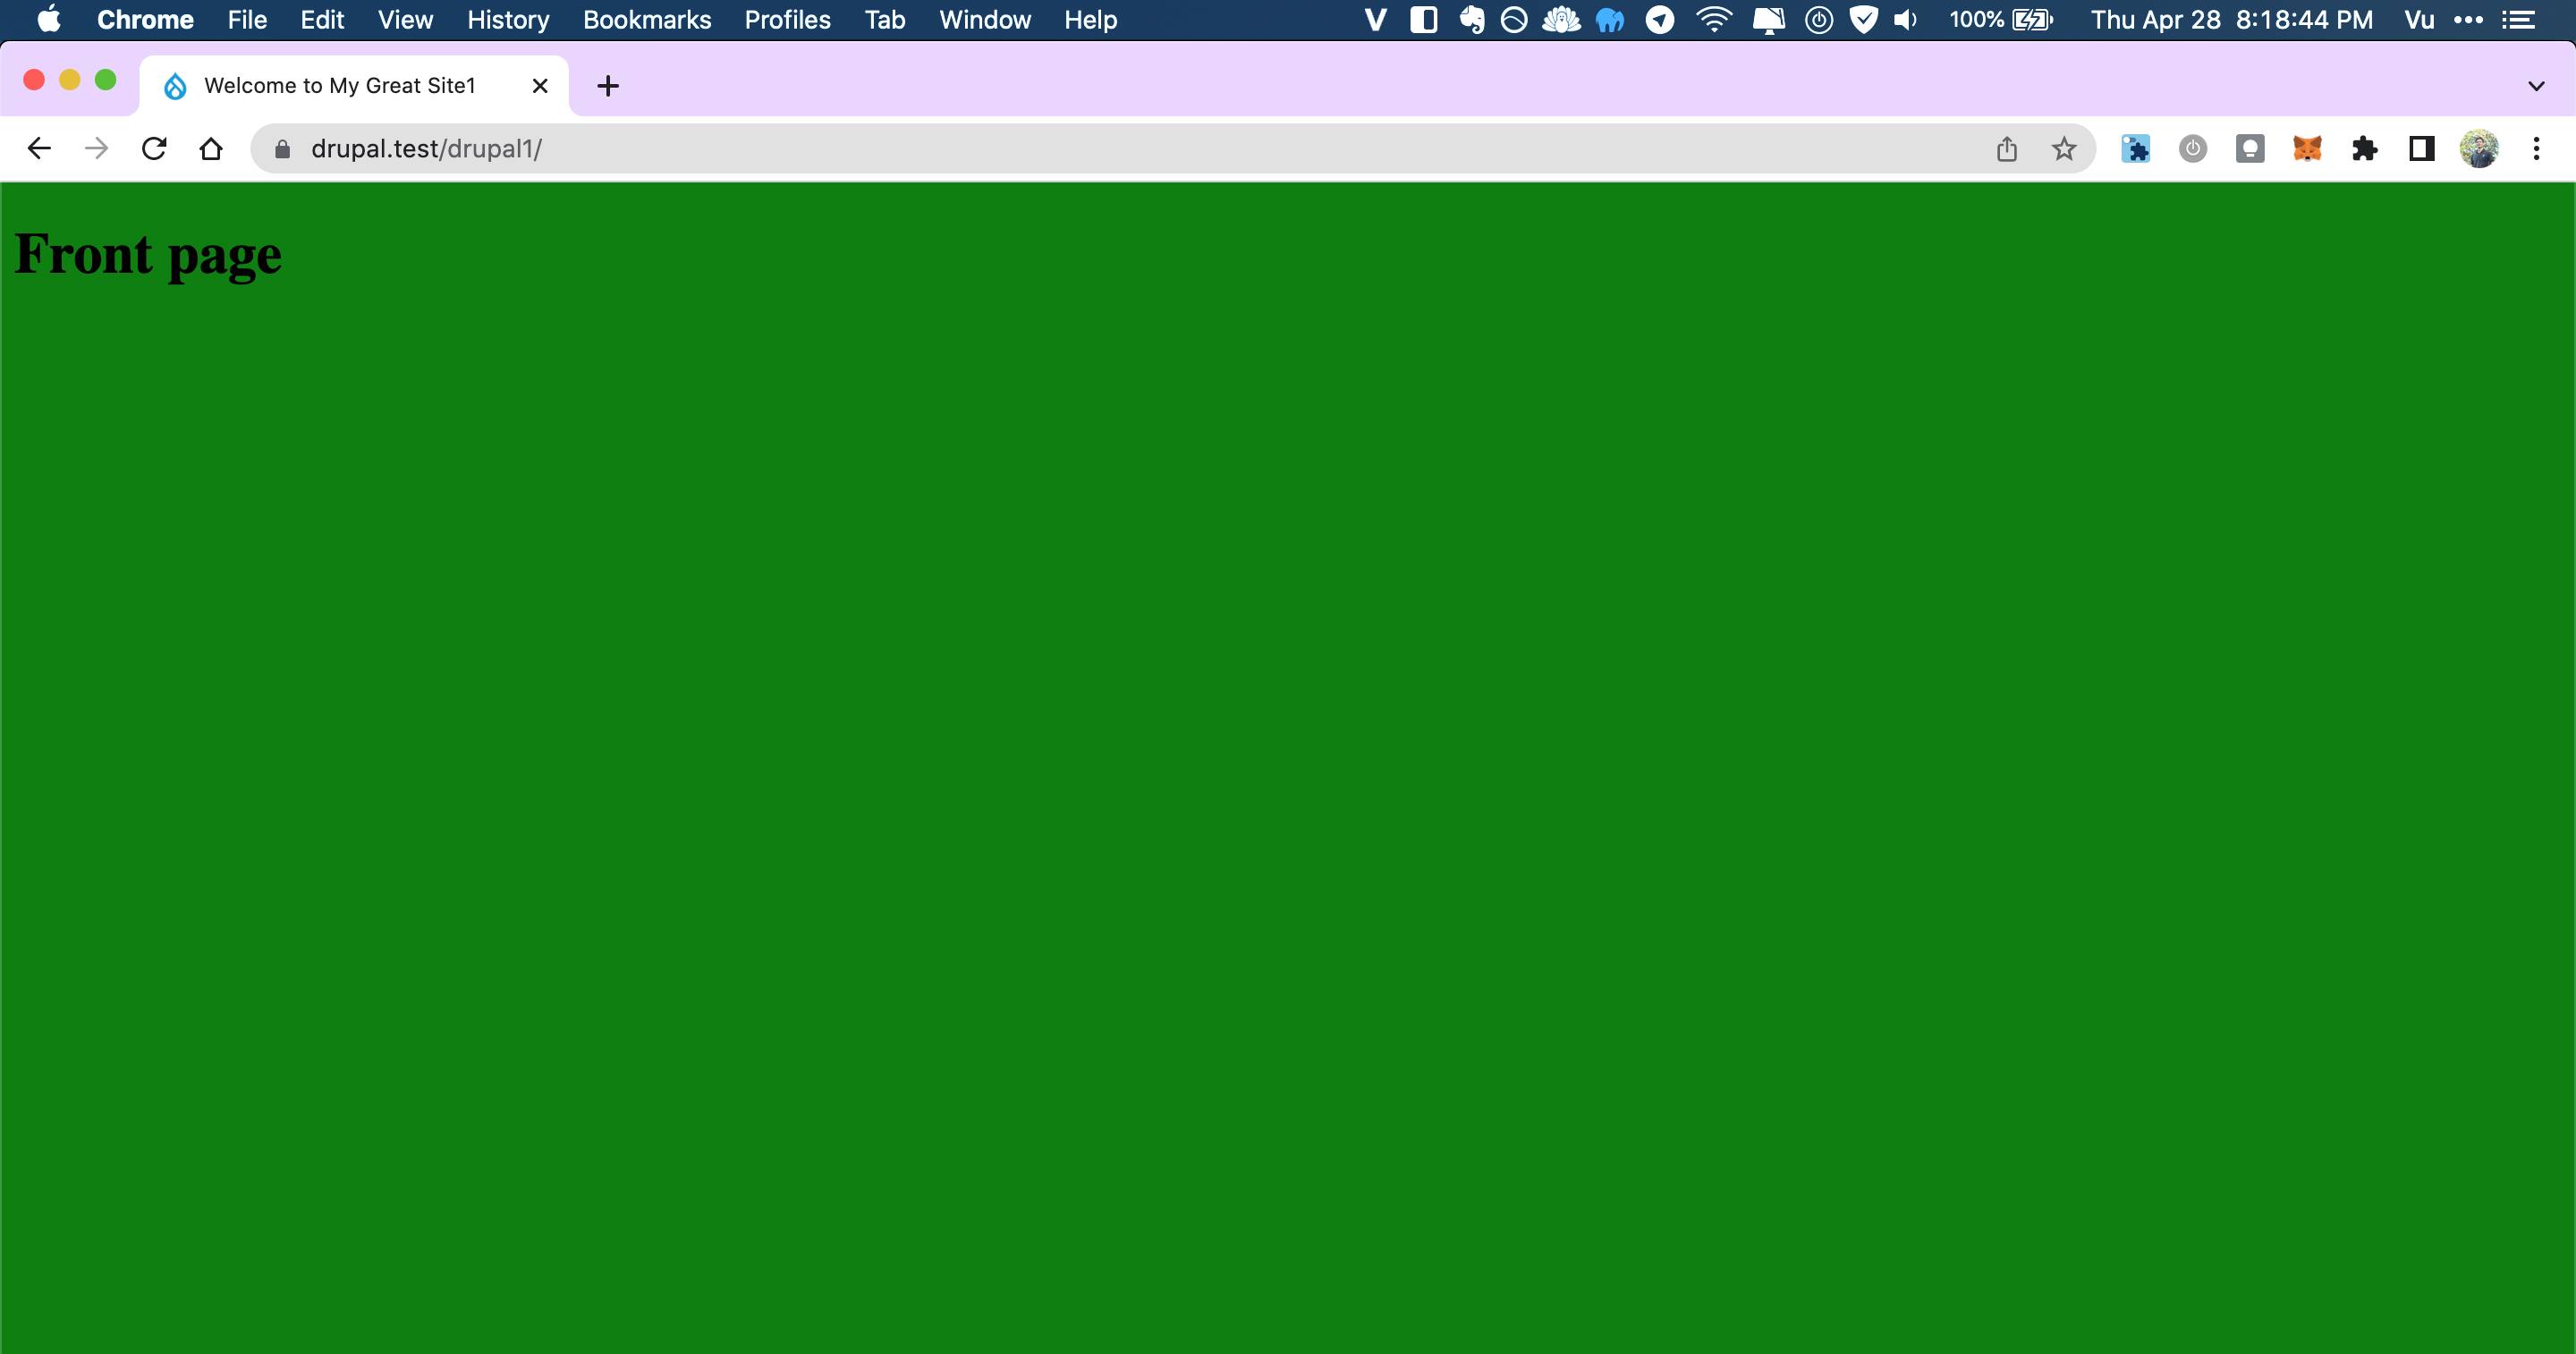 Chrome File Edit View History Bookmarks Profiles Tab Window Help V 100% Thu Apr 28 8:18:44 PM Vu
Welcome to My Great Site1
drupal.test/drupal1/
Front page